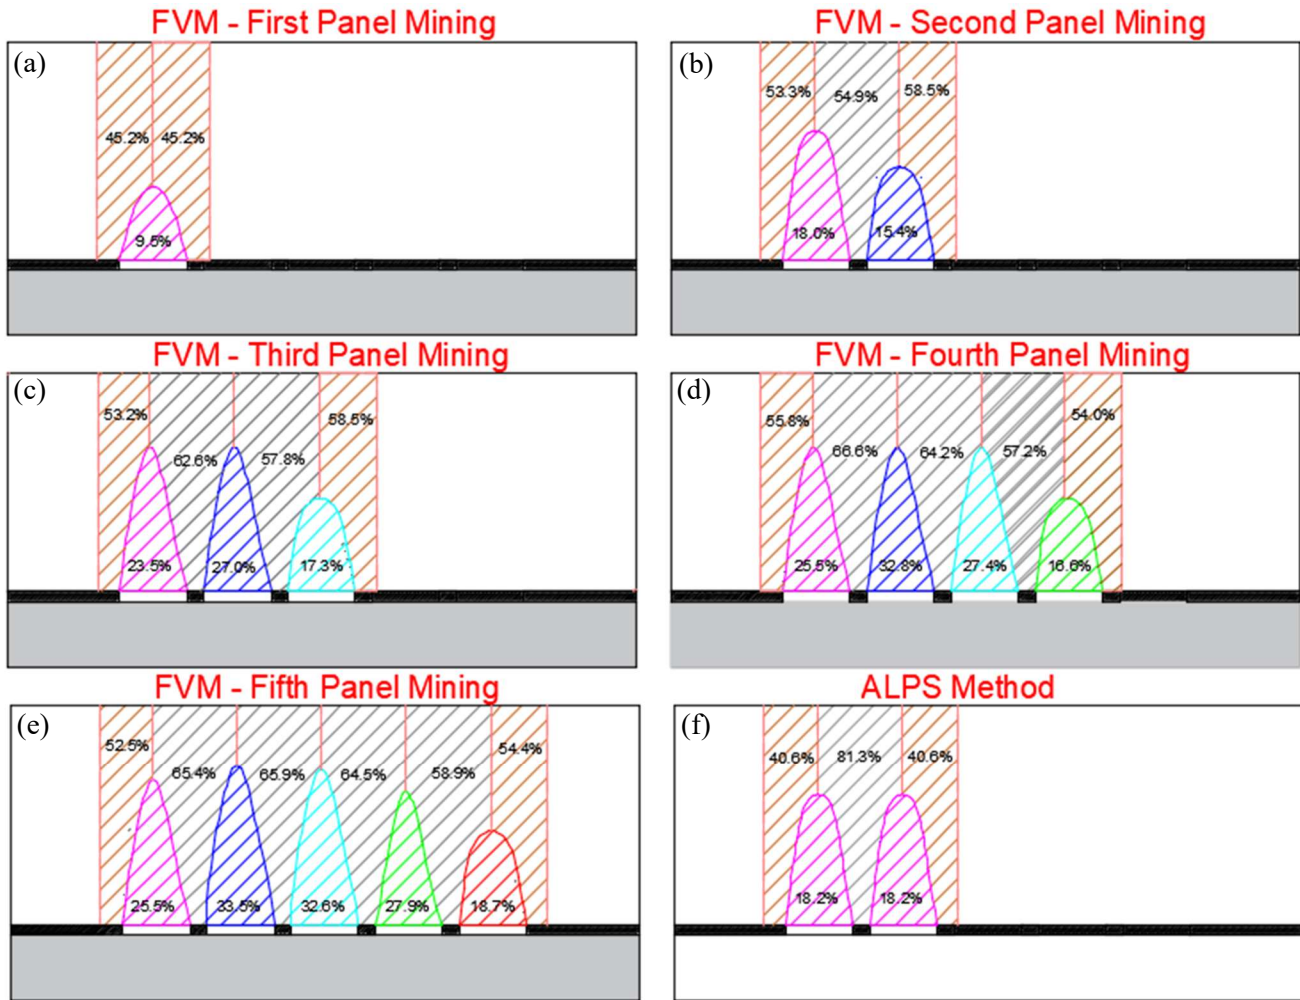 FVM - First Panel Mining
(a)
45.2% 45.2%
9.5%
FVM - Second Panel Mining
(b)
53.3% 54.9% 58.5%
18.0% 15.4%
FVM - Third Panel Mining
(c)
53.2% 62.6% 57.8% 58.5%
23.5% 27.0% 17.3%
FVM - Fourth Panel Mining
(d)
55.8% 66.6% 64.2% 57.2% 54.0%
25.5% 32.8% 27.4% 16.6%
FVM - Fifth Panel Mining
(e)
52.5% 65.4% 65.9% 64.5% 58.9% 54.4%
25.5% 33.5% 32.6% 27.9% 18.7%
ALPS Method
(f)
40.6% 81.3% 40.6%
18.2% 18.2%